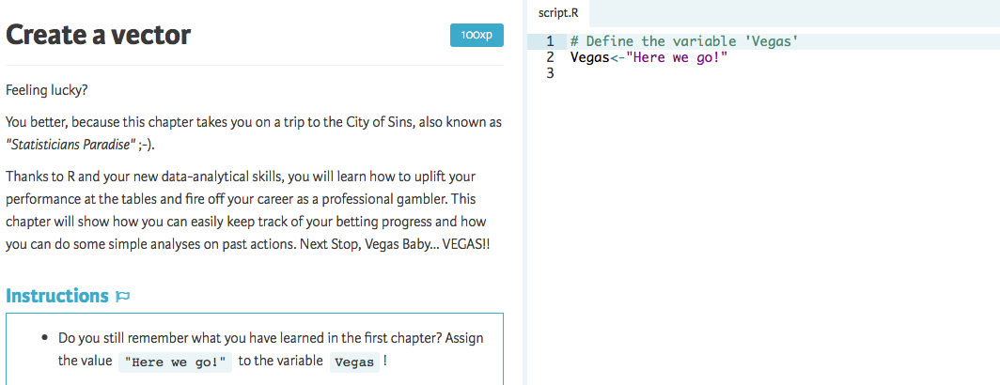 Create a vector
100xp
Feeling lucky?
You better, because this chapter takes you on a trip to the City of Sins, also known as
"Statisticians Paradise" ;-).
Thanks to R and your new data-analytical skills, you will learn how to uplift your
performance at the tables and fire off your career as a professional gambler. This
chapter will show how you can easily keep track of your betting progress and how
you can do some simple analyses on past actions. Next Stop, Vegas Baby... VEGAS!!
Instructions
• Do you still remember what you have learned in the first chapter? Assign
the value "Here we go!" to the variable Vegas !
script.R
1 # Define the variable 'Vegas'
2 Vegas<-"Here we go!"
3